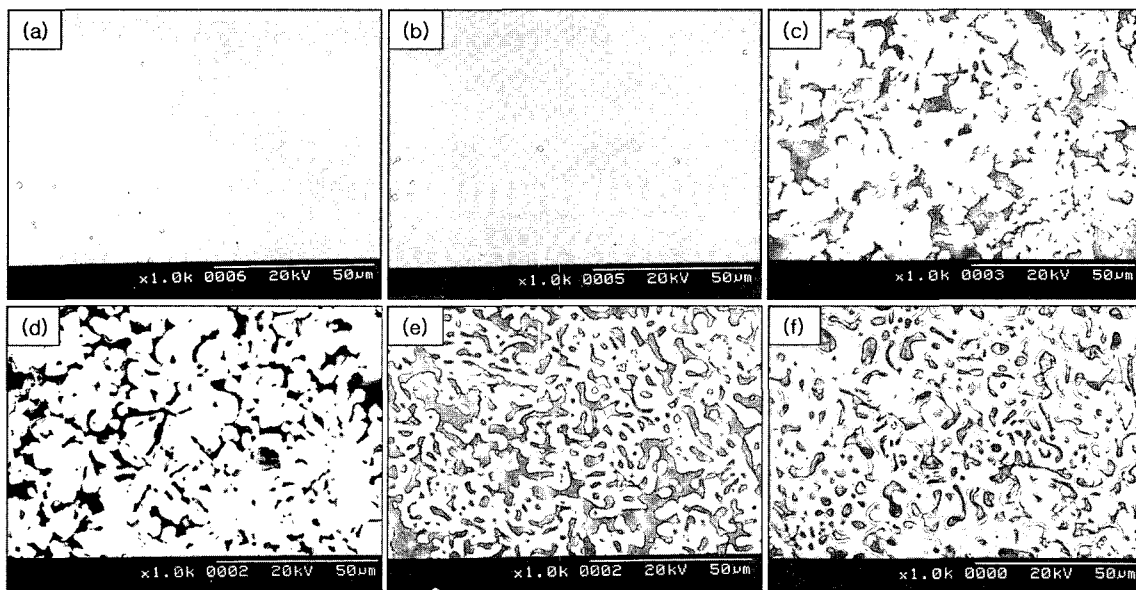 (a)
(b)
(c)
x1.0k 0006 20kV 50µm
x1.0k 0005 20kV 50µm
x1.0k 0003 20kV 50µm
(d)
(e)
(f)
x1.0k 0002 20kV 50µm
x1.0k 0002 20kV 50µm
x1.0k 0000 20kV 50µm